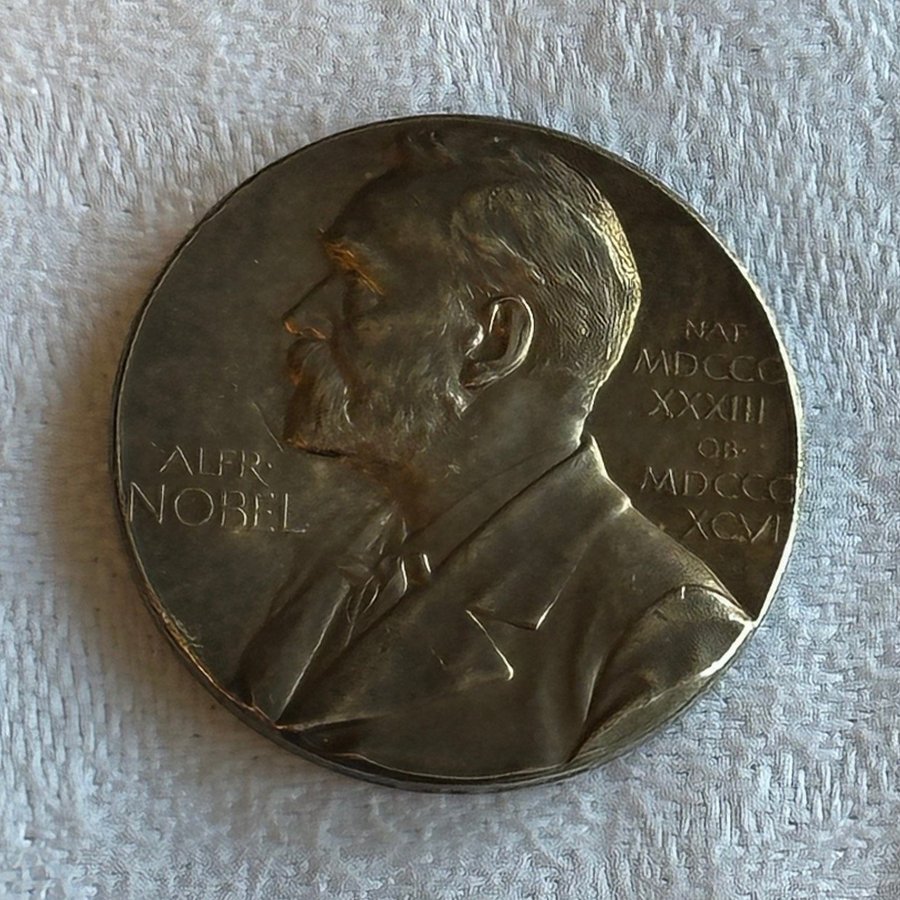 ALFR·
NOBEL
NAT
MDCCC
XXXIII
OB·
MDCCC
XCVI